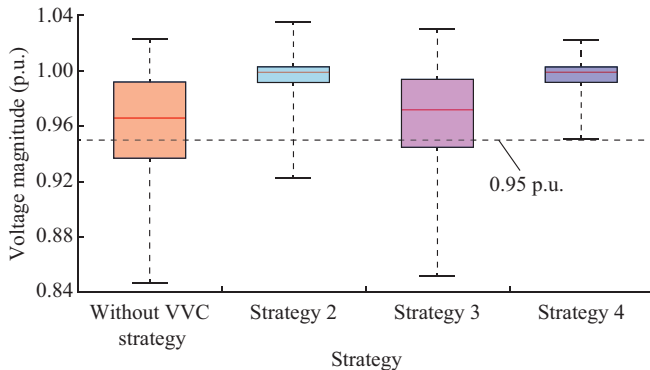 1.04
1.00
0.96
0.92
0.88
0.84
Voltage magnitude (p.u.)
0.95 p.u.
Without VVC
strategy
Strategy 2
Strategy 3
Strategy 4
Strategy